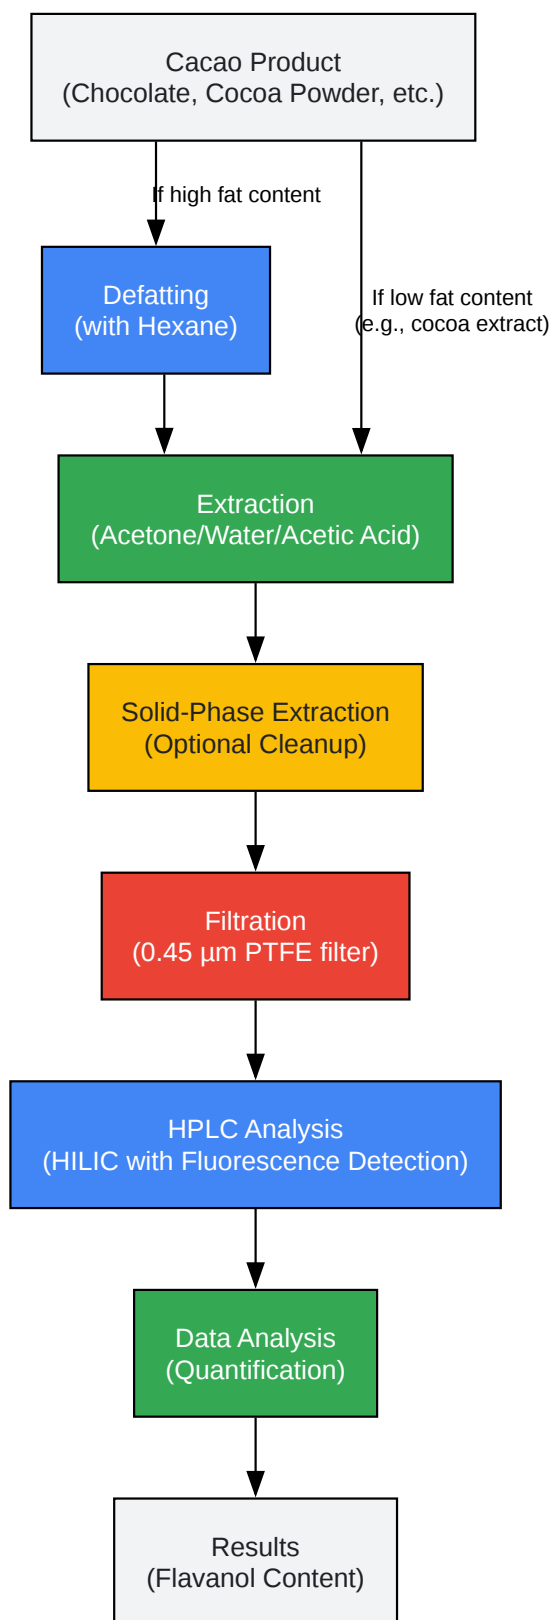 Cacao Product
(Chocolate, Cocoa Powder, etc.)
If high fat content
Defatting
(with Hexane)
If low fat content
(e.g., cocoa extract)
Extraction
(Acetone/Water/Acetic Acid)
Solid-Phase Extraction
(Optional Cleanup)
Filtration
(0.45 µm PTFE filter)
HPLC Analysis
(HILIC with Fluorescence Detection)
Data Analysis
(Quantification)
Results
(Flavanol Content)